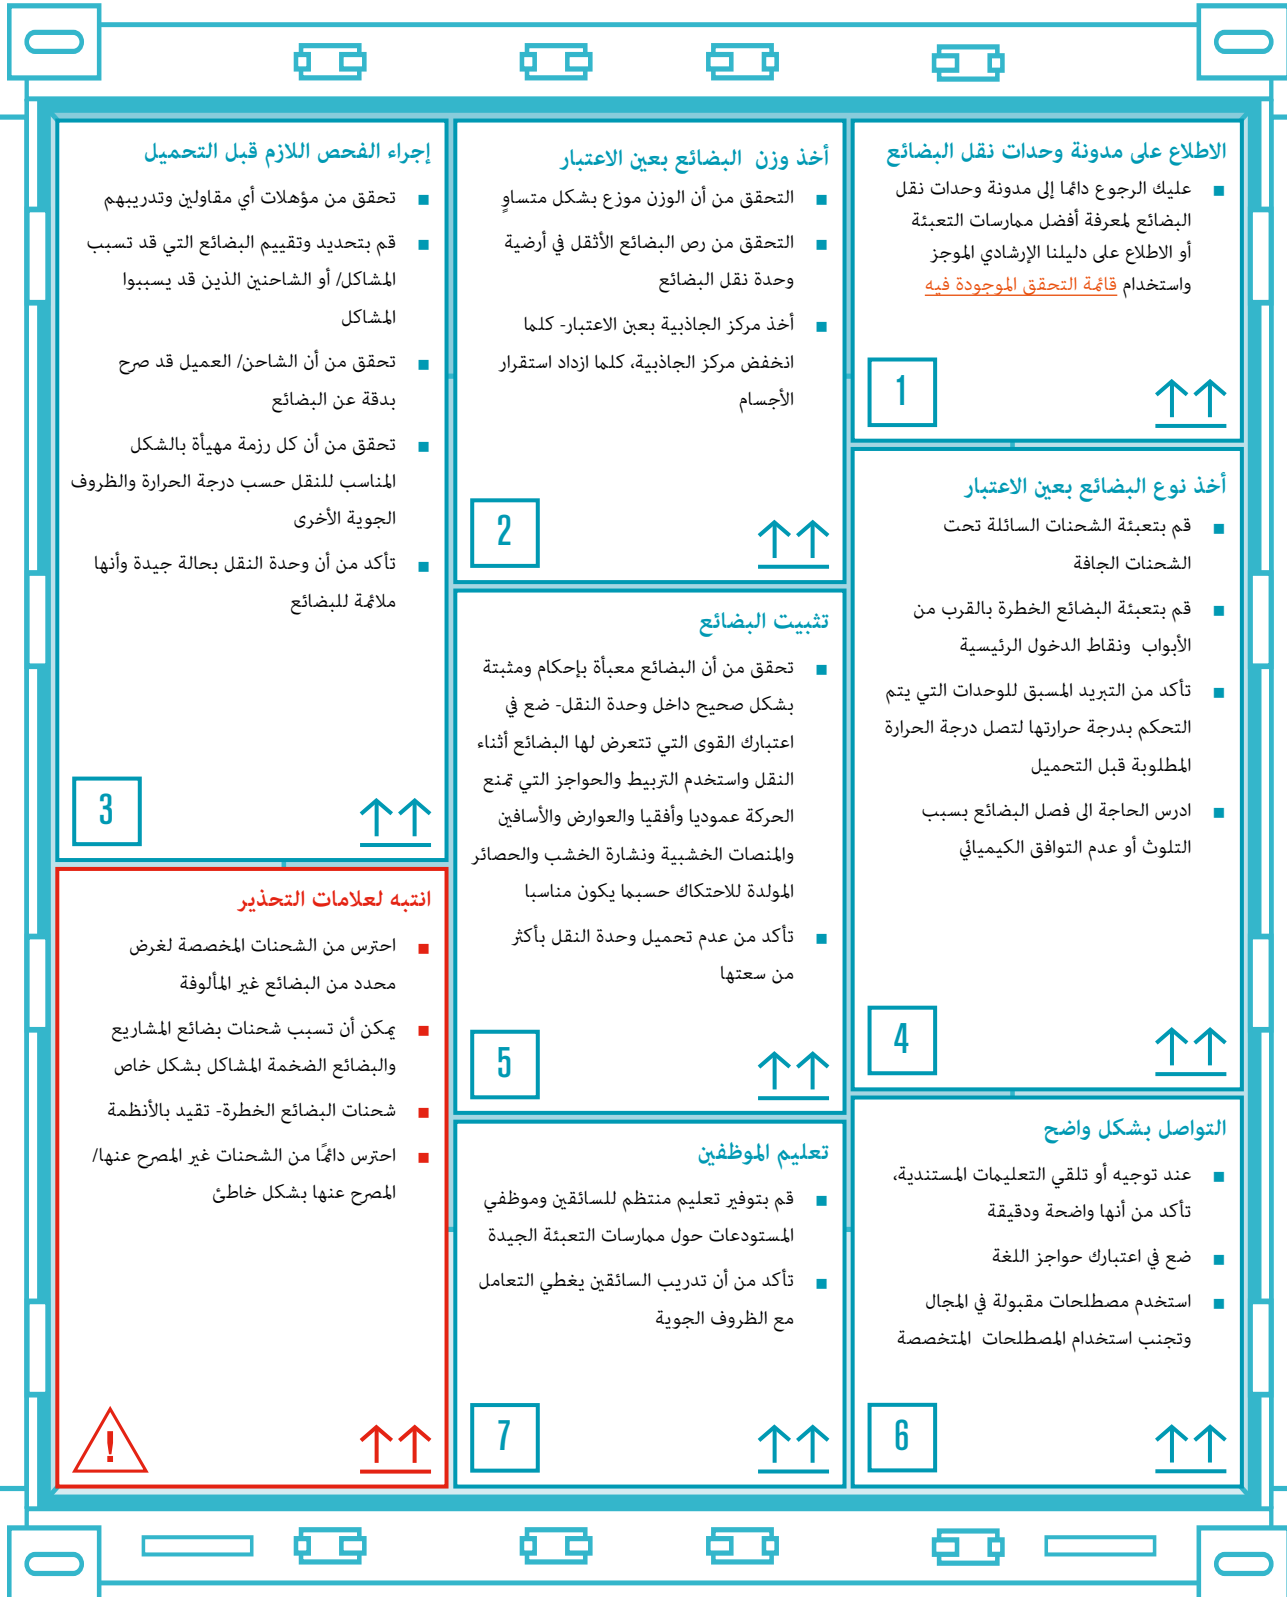 الاطلاع على مدونة وحدات نقل البضائع
■ عليك الرجوع دائما إلى مدونة وحدات نقل
البضائع لمعرفة أفضل ممارسات التعبئة
أو الاطلاع على دليلنا الإرشادي الموجز
واستخدام قائمة التحقق الموجودة فيه
1
أخذ وزن البضائع بعين الاعتبار
■ التحقق من أن الوزن موزع بشكل متساوٍ
■ التحقق من رص البضائع الأثقل في أرضية
وحدة نقل البضائع
■ أخذ مركز الجاذبية بعين الاعتبار- كلما
انخفض مركز الجاذبية، كلما ازداد استقرار
الأجسام
2
إجراء الفحص اللازم قبل التحميل
■ تحقق من مؤهلات أي مقاولين وتدريبهم
■ قم بتحديد وتقييم البضائع التي قد تسبب
المشاكل/ أو الشاحنين الذين قد يسببوا
المشاكل
■ تحقق من أن الشاحن/ العميل قد صرح
بدقة عن البضائع
■ تحقق من أن كل رزمة مهيأة بالشكل
المناسب للنقل حسب درجة الحرارة والظروف
الجوية الأخرى
■ تأكد من أن وحدة النقل بحالة جيدة وأنها
ملائمة للبضائع
3
أخذ نوع البضائع بعين الاعتبار
■ قم بتعبئة الشحنات السائلة تحت
الشحنات الجافة
■ قم بتعبئة البضائع الخطرة بالقرب من
الأبواب ونقاط الدخول الرئيسية
■ تأكد من التبريد المسبق للوحدات التي يتم
التحكم بدرجة حرارتها لتصل درجة الحرارة
المطلوبة قبل التحميل
■ ادرس الحاجة الى فصل البضائع بسبب
التلوث أو عدم التوافق الكيميائي
4
تثبيت البضائع
■ تحقق من أن البضائع معبأة بإحكام ومثبتة
بشكل صحيح داخل وحدة النقل- ضع في
اعتبارك القوى التي تتعرض لها البضائع أثناء
النقل واستخدم التربيط والحواجز التي تمنع
الحركة عموديا وأفقيا والعوارض والأسافين
والمنصات الخشبية ونشارة الخشب والحصائر
المولدة للاحتكاك حسبما يكون مناسبا
■ تأكد من عدم تحميل وحدة النقل بأكثر
من سعتها
5
التواصل بشكل واضح
■ عند توجيه أو تلقي التعليمات المستندية،
تأكد من أنها واضحة ودقيقة
■ ضع في اعتبارك حواجز اللغة
■ استخدم مصطلحات مقبولة في المجال
وتجنب استخدام المصطلحات المتخصصة
6
تعليم الموظفين
■ قم بتوفير تعليم منتظم للسائقين وموظفي
المستودعات حول ممارسات التعبئة الجيدة
■ تأكد من أن تدريب السائقين يغطي التعامل
مع الظروف الجوية
7
انتبه لعلامات التحذير
■ احترس من الشحنات المخصصة لغرض
محدد من البضائع غير المألوفة
■ يمكن أن تسبب شحنات بضائع المشاريع
والبضائع الضخمة المشاكل بشكل خاص
■ شحنات البضائع الخطرة- تقيد بالأنظمة
■ احترس دائمًا من الشحنات غير المصرح عنها/
المصرح عنها بشكل خاطئ
!